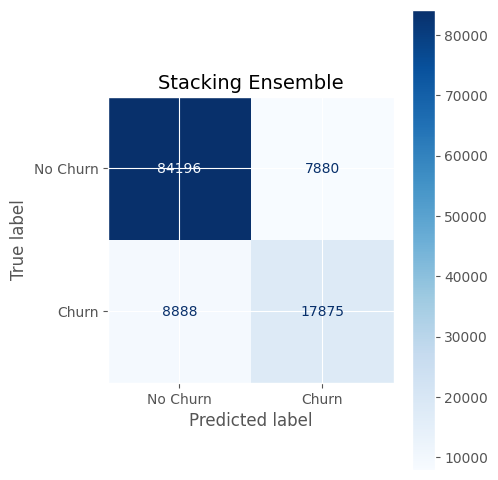 Stacking Ensemble
80000
70000
60000
50000
40000
30000
20000
10000
True label
No Churn
84196
7880
Churn
8888
17875
No Churn
Churn
Predicted label